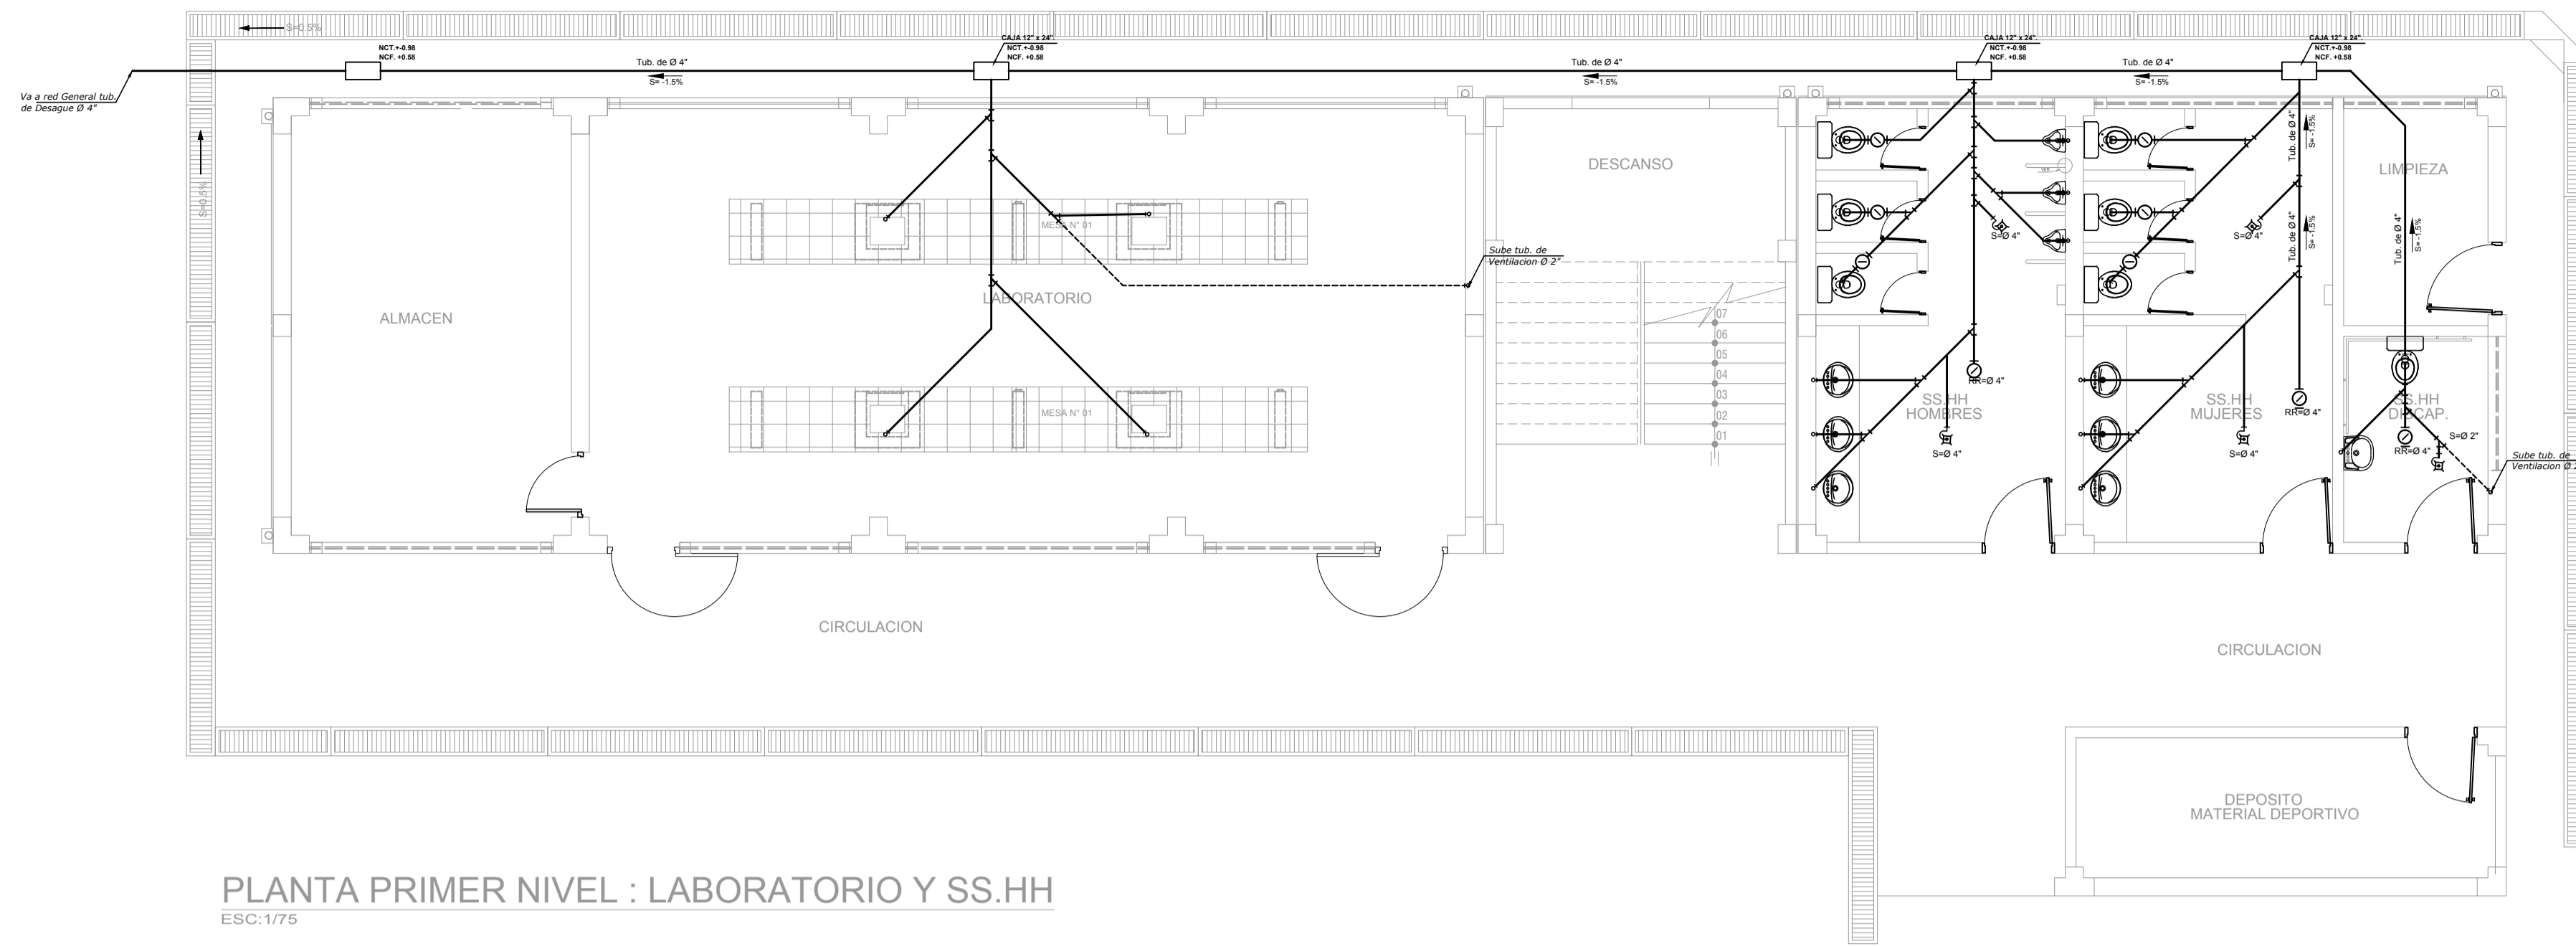 S=0.5%
NCT.+-0.98
NCF. +0.58
CAJA 12" x 24".
NCT.+-0.98
NCF. +0.58
CAJA 12" x 24".
NCT.+-0.98
NCF. +0.58
CAJA 12" x 24".
NCT.+-0.98
NCF. +0.58
Tub. de Ø 4"
S= -1.5%
Tub. de Ø 4"
S= -1.5%
Tub. de Ø 4"
S= -1.5%
Va a red General tub.
de Desague Ø 4"
S=0.5%
DESCANSO
LIMPIEZA
Tub. de Ø 4"
S= -1.5%
Tub. de Ø 4"
S= -1.5%
Tub. de Ø 4"
S= -1.5%
MESA N° 01
S=Ø 4"
S=Ø 4"
Sube tub. de
Ventilacion Ø 2"
LABORATORIO
ALMACEN
07
06
05
04
03
02
01
RR=Ø 4"
SS.HH
HOMBRES
SS.HH
MUJERES
RR=Ø 4"
SS.HH
DISCAP.
MESA N° 01
S=Ø 4"
S=Ø 4"
RR=Ø 4"
S=Ø 2"
Sube tub. de
Ventilacion Ø
CIRCULACION
CIRCULACION
DEPOSITO
MATERIAL DEPORTIVO
PLANTA PRIMER NIVEL : LABORATORIO Y SS.HH
ESC:1/75